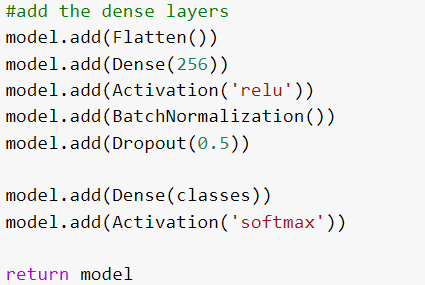 #add the dense layers
model.add(Flatten())
model.add(Dense(256))
model.add(Activation('relu'))
model.add(BatchNormalization())
model.add(Dropout(0.5))
model.add(Dense(classes))
model.add(Activation('softmax'))
return model